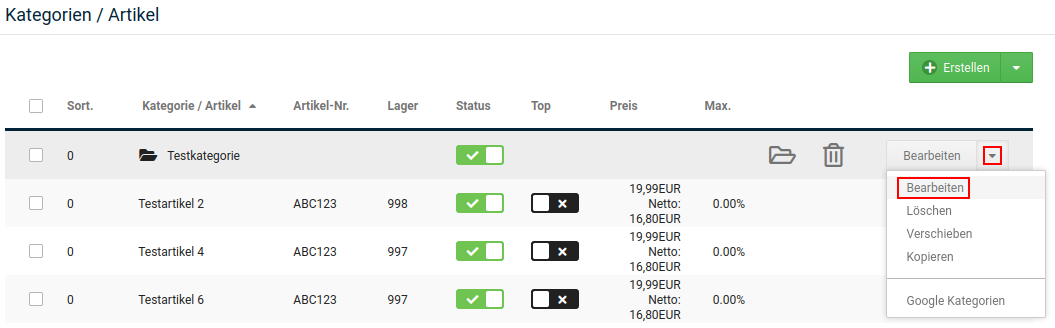 Kategorien / Artikel
Erstellen
Sort. Kategorie / Artikel Artikel-Nr. Lager Status Top Preis Max.
0 Testkategorie Bearbeiten
Bearbeiten
Löschen
Verschieben
Kopieren
Google Kategorien
0 Testartikel 2 ABC123 998 19,99EUR
Netto:
16,80EUR 0.00%
0 Testartikel 4 ABC123 997 19,99EUR
Netto:
16,80EUR 0.00%
0 Testartikel 6 ABC123 997 19,99EUR
Netto:
16,80EUR 0.00%